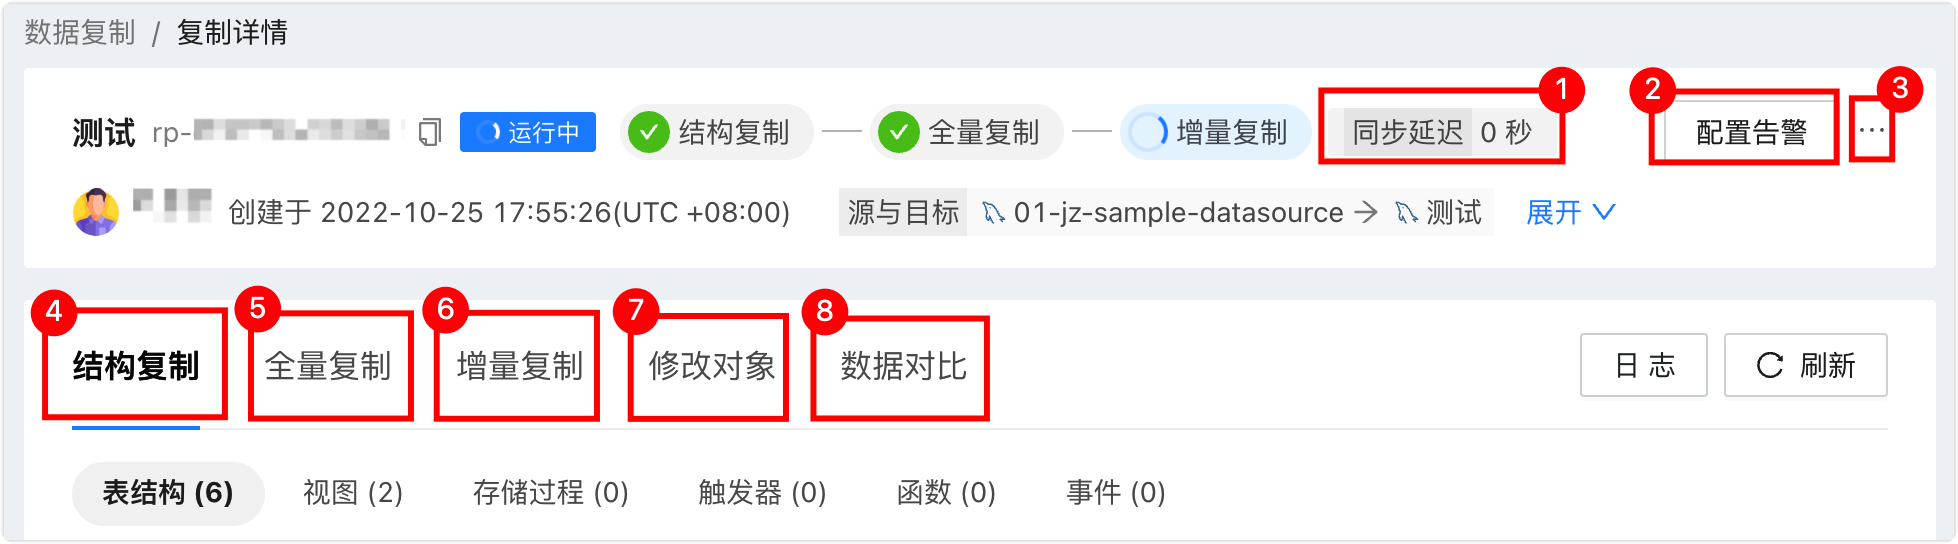 数据复制 / 复制详情
测试 rp- 运行中 结构复制 全量复制 增量复制 同步延迟 0 秒 1 2 配置告警 3 ···
创建于 2022-10-25 17:55:26(UTC +08:00) 源与目标 01-jz-sample-datasource → 测试 展开
4 结构复制 5 全量复制 6 增量复制 7 修改对象 8 数据对比 日志 刷新
表结构 (6) 视图 (2) 存储过程 (0) 触发器 (0) 函数 (0) 事件 (0)